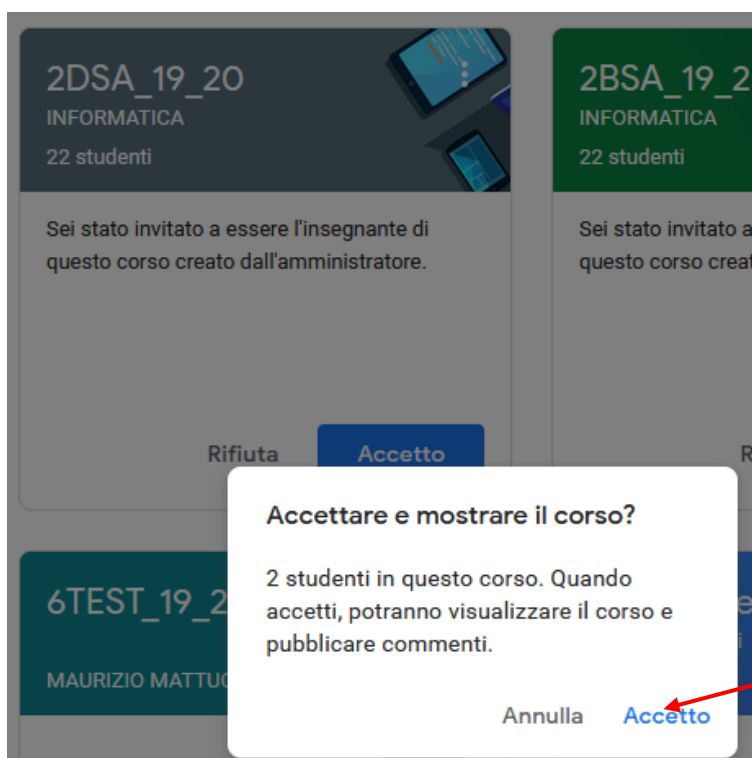 2DSA_19_20
INFORMATICA
22 studenti
Sei stato invitato a essere l'insegnante di
questo corso creato dall'amministratore.
Rifiuta Accetto
2BSA_19_2
INFORMATICA
22 studenti
Sei stato invitato a
questo corso crea
R
6TEST_19_2
MAURIZIO MATTU
Accettare e mostrare il corso?
2 studenti in questo corso. Quando
accetti, potranno visualizzare il corso e
pubblicare commenti.
Annulla Accetto